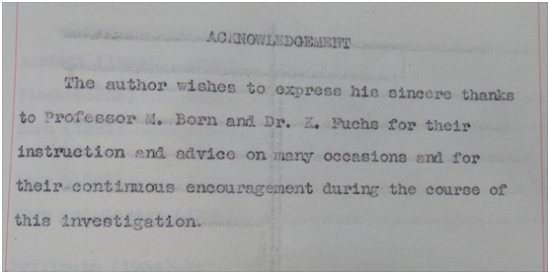 ACKNOWLEDGEMENT
The author wishes to express his sincere thanks
to Professor M. Born and Dr. K. Fuchs for their
instruction and advice on many occasions and for
their continuous encouragement during the course of
this investigation.